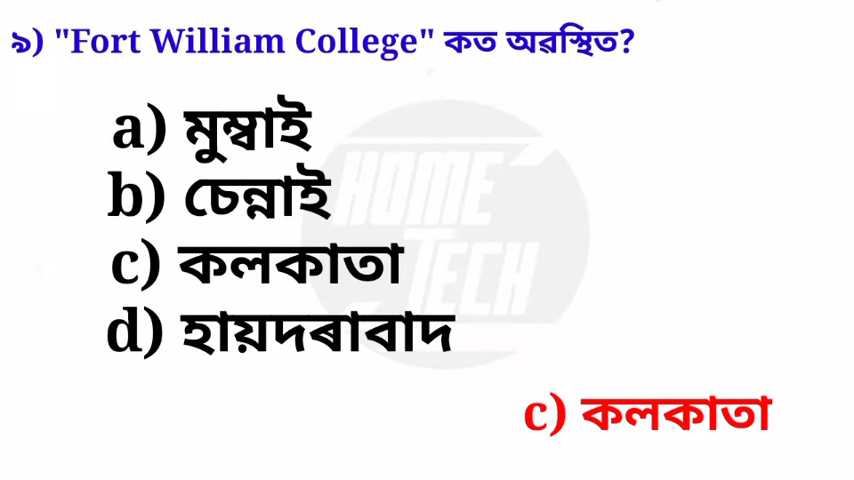 ৯) "Fort William College" কত অৱস্থিত?
a) মুম্বাই
b) চেন্নাই
c) কলকাতা
d) হায়দৰাবাদ
HOME
TECH
c) কলকাতা